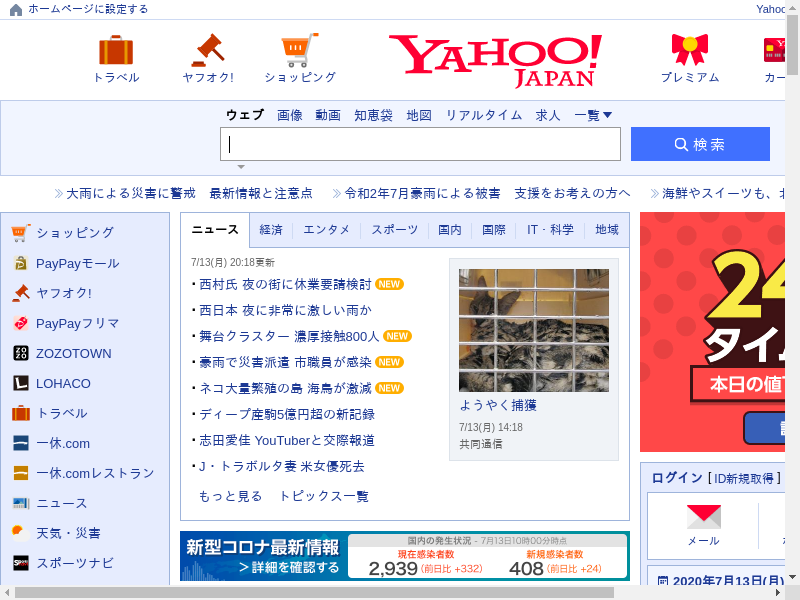 ホームページに設定する
Yahoo
トラベル
ヤフオク!
ショッピング
YAHOO!
JAPAN
プレミアム
カー
ウェブ 画像 動画 知恵袋 地図 リアルタイム 求人 一覧
検索
大雨による災害に警戒 最新情報と注意点
令和2年7月豪雨による被害 支援をお考えの方へ
海鮮やスイーツも、
ショッピング
PayPayモール
ヤフオク!
PayPayフリマ
ZOZOTOWN
LOHACO
トラベル
一休.com
一休.comレストラン
ニュース
天気・災害
スポーツナビ
ニュース 経済 エンタメ スポーツ 国内 国際 IT・科学 地域
7/13(月) 20:18更新
西村氏 夜の街に休業要請検討 NEW
西日本 夜に非常に激しい雨か
舞台クラスター 濃厚接触800人 NEW
豪雨で災害派遣 市職員が感染 NEW
ネコ大量繁殖の島 海鳥が激減 NEW
ディープ産駒5億円超の新記録
志田愛佳 YouTuberと交際報道
J・トラボルタ妻 米女優死去
もっと見る トピックス一覧
ようやく捕獲
7/13(月) 14:18
共同通信
新型コロナ最新情報
＞詳細を確認する
国内の発生状況 - 7月13日10時00分時点
現在感染者数 新規感染者数
2,939(前日比 +332) 408(前日比 +24)
24
タイ
本日の値
ログイン [ID新規取得]
メール
2020年7月13日(月)